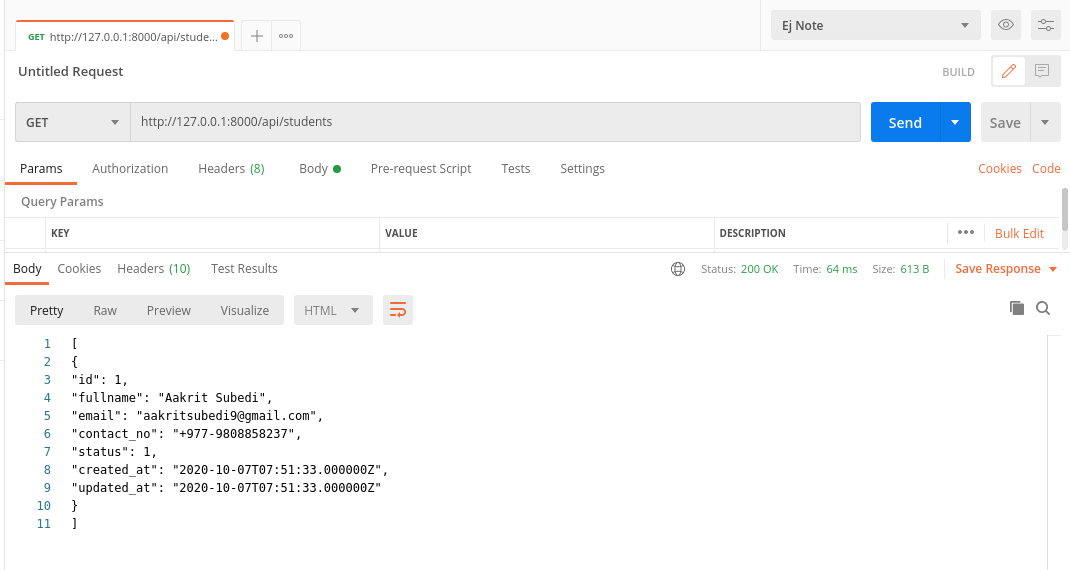 GET http://127.0.0.1:8000/api/stude...
Ej Note
Untitled Request
BUILD
GET http://127.0.0.1:8000/api/students Send Save
Params Authorization Headers (8) Body Pre-request Script Tests Settings Cookies Code
Query Params
KEY VALUE DESCRIPTION Bulk Edit
Body Cookies Headers (10) Test Results Status: 200 OK Time: 64 ms Size: 613 B Save Response
Pretty Raw Preview Visualize HTML
1 [
2 {
3 "id": 1,
4 "fullname": "Aakrit Subedi",
5 "email": "aakritsubedi9@gmail.com",
6 "contact_no": "+977-9808858237",
7 "status": 1,
8 "created_at": "2020-10-07T07:51:33.000000Z",
9 "updated_at": "2020-10-07T07:51:33.000000Z"
10 }
11 ]